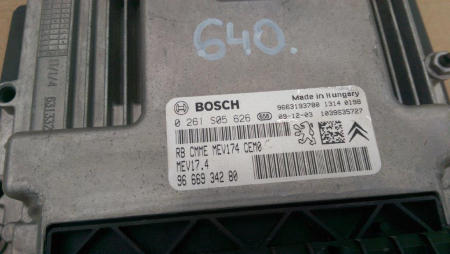 640.
BOSCH
Made in Hungary
9663193780 1314 0198
0 261 S05 626
09-12-03 1039S35727
RB CMME MEV174 CEM0
MEV17.4
96 669 342 80